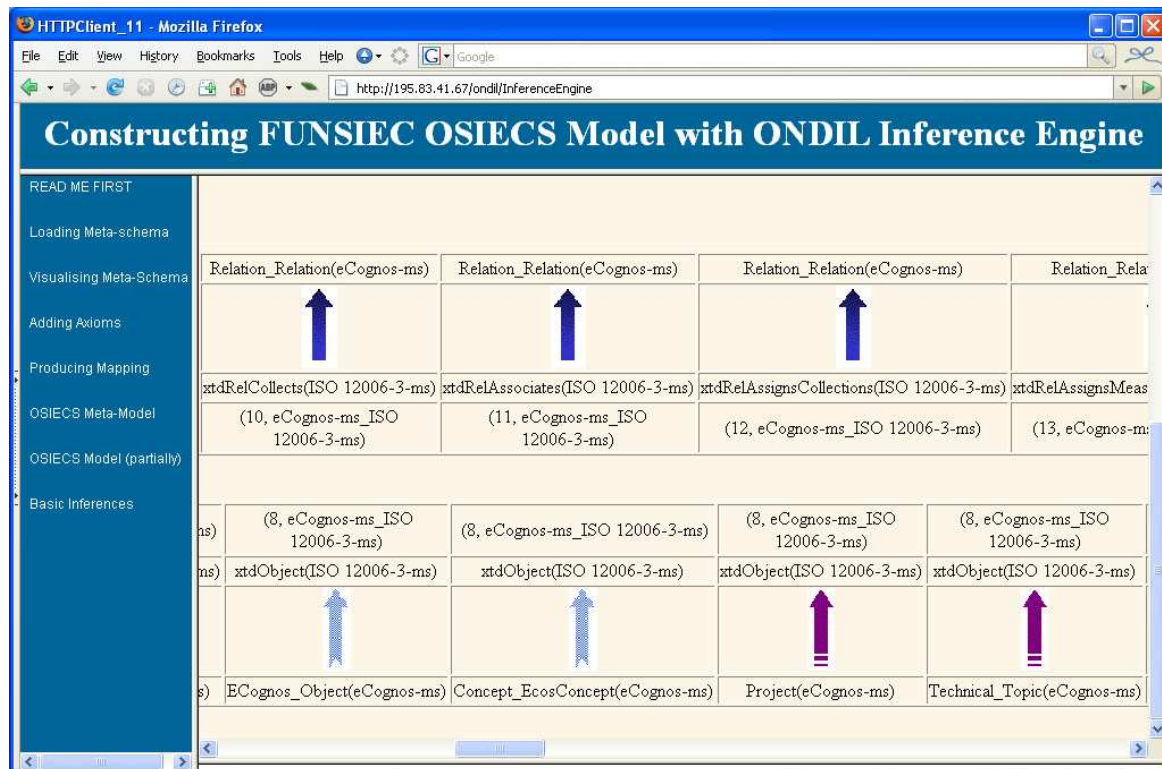 HTTPClient_11 - Mozilla Firefox
File Edit View History Bookmarks Tools Help G Google
ABP http://195.83.41.67/ondil/InferenceEngine
Constructing FUNSIEC OSIECS Model with ONDIL Inference Engine
READ ME FIRST
Loading Meta-schema
Visualising Meta-Schema
Adding Axioms
Producing Mapping
OSIECS Meta-Model
OSIECS Model (partially)
Basic Inferences
Relation_Relation(eCognos-ms) Relation_Relation(eCognos-ms) Relation_Relation(eCognos-ms) Relation_Rela
xtdRelCollects(ISO 12006-3-ms) xtdRelAssociates(ISO 12006-3-ms) xtdRelAssignsCollections(ISO 12006-3-ms) xtdRelAssignsMeas
(10, eCognos-ms_ISO
12006-3-ms)
(11, eCognos-ms_ISO
12006-3-ms)
(12, eCognos-ms_ISO 12006-3-ms)
(13, eCognos-m
ns)
(8, eCognos-ms_ISO
12006-3-ms)
(8, eCognos-ms_ISO 12006-3-ms)
(8, eCognos-ms_ISO
12006-3-ms)
(8, eCognos-ms_ISO
12006-3-ms)
ms) xtdObject(ISO 12006-3-ms) xtdObject(ISO 12006-3-ms) xtdObject(ISO 12006-3-ms) xtdObject(ISO 12006-3-ms)
s) ECognos_Object(eCognos-ms) Concept_EcosConcept(eCognos-ms) Project(eCognos-ms) Technical_Topic(eCognos-ms)